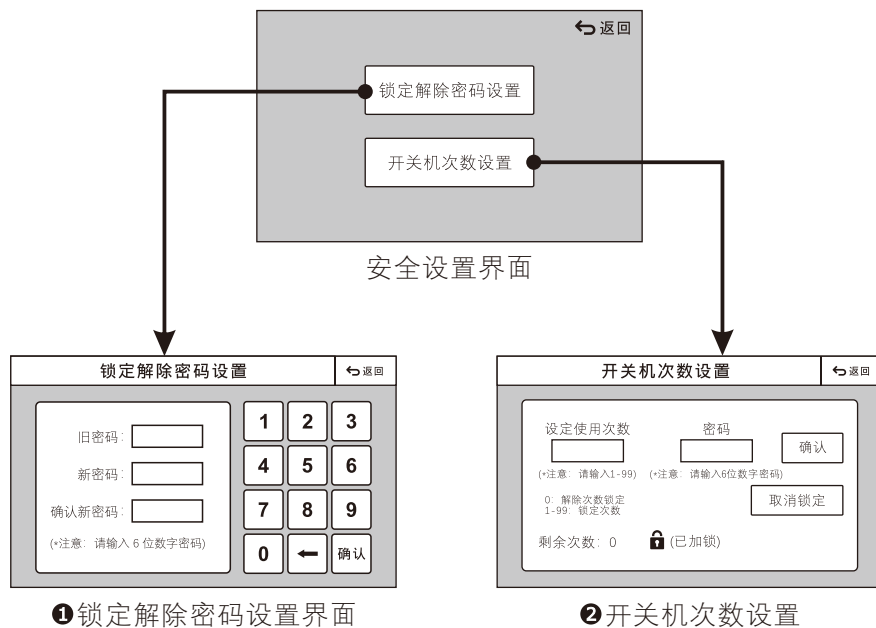 返回
锁定解除密码设置
开关机次数设置
安全设置界面
锁定解除密码设置 返回
旧密码:
新密码:
确认新密码:
(*注意: 请输入 6 位数字密码)
1 2 3
4 5 6
7 8 9
0 ← 确认
❶锁定解除密码设置界面
开关机次数设置 返回
设定使用次数 密码
确认
(*注意: 请输入1-99) (*注意: 请输入6位数字密码)
0: 解除次数锁定
1-99: 锁定次数
取消锁定
剩余次数: 0 (已加锁)
❷开关机次数设置